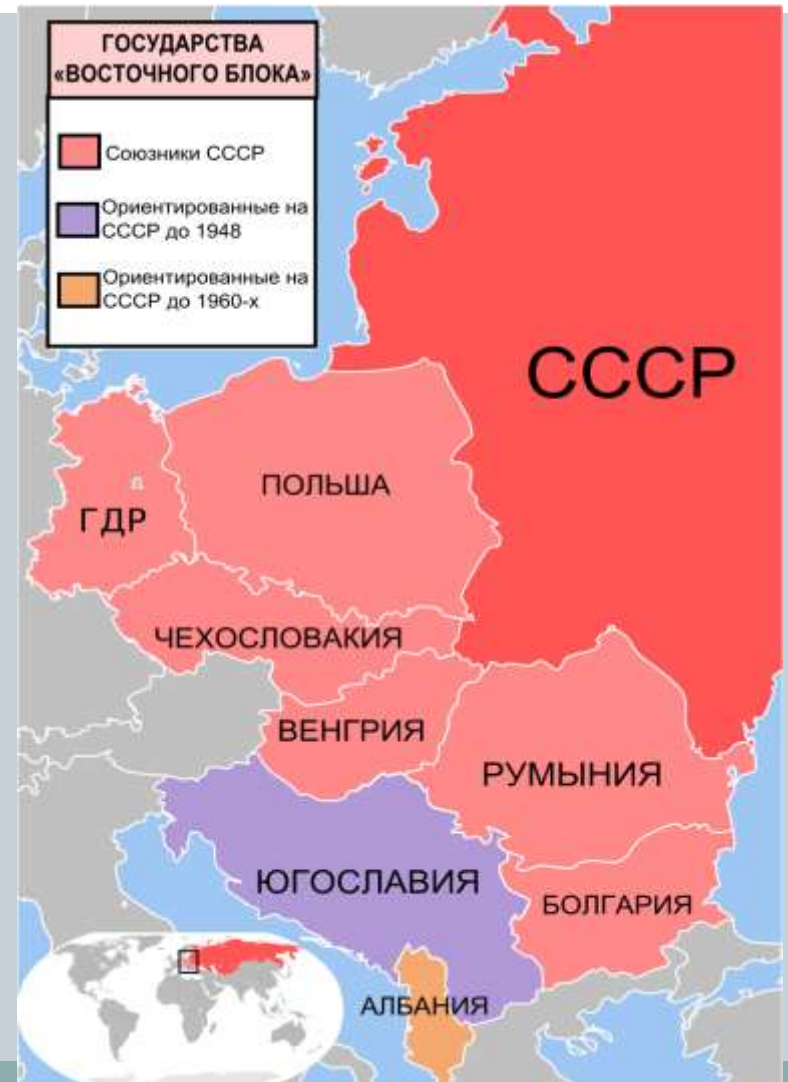 ГОСУДАРСТВА
«ВОСТОЧНОГО БЛОКА»
Союзники СССР
Ориентированные на
СССР до 1948
Ориентированные на
СССР до 1960-х
СССР
ПОЛЬША
ГДР
ЧЕХОСЛОВАКИЯ
ВЕНГРИЯ
РУМЫНИЯ
ЮГОСЛАВИЯ
БОЛГАРИЯ
АЛБАНИЯ